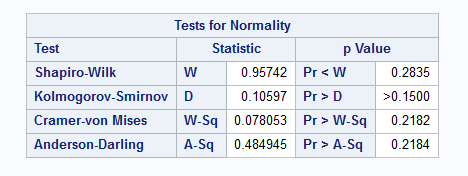 Tests for Normality
Test Statistic p Value
Shapiro-Wilk W 0.95742 Pr < W 0.2835
Kolmogorov-Smirnov D 0.10597 Pr > D >0.1500
Cramer-von Mises W-Sq 0.078053 Pr > W-Sq 0.2182
Anderson-Darling A-Sq 0.484945 Pr > A-Sq 0.2184